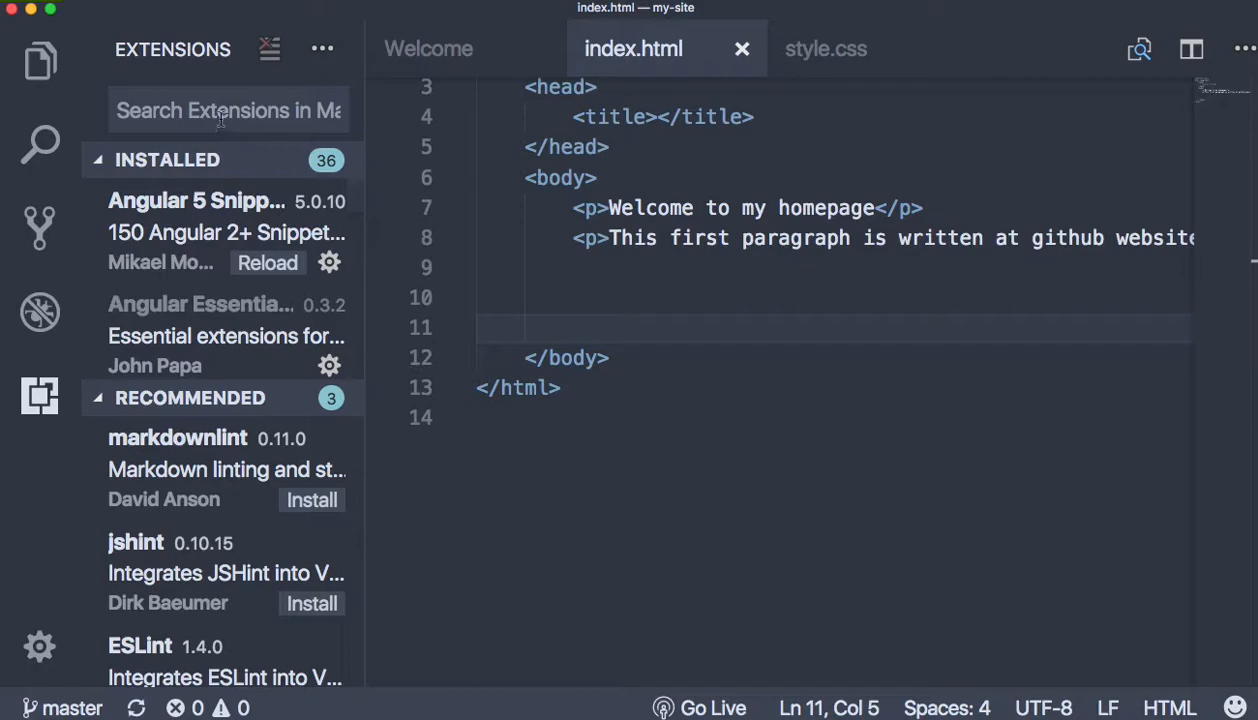 index.html — my-site
EXTENSIONS
Search Extensions in Ma
INSTALLED 36
Angular 5 Snipp... 5.0.10
150 Angular 2+ Snippet...
Mikael Mo... Reload
Angular Essentia... 0.3.2
Essential extensions for...
John Papa
RECOMMENDED 3
markdownlint 0.11.0
Markdown linting and st...
David Anson Install
jshint 0.10.15
Integrates JSHint into V...
Dirk Baeumer Install
ESLint 1.4.0
Integrates ESLint into V...
Welcome index.html style.css
3 <head>
4 <title></title>
5 </head>
6 <body>
7 <p>Welcome to my homepage</p>
8 <p>This first paragraph is written at github website
9
10
11
12 </body>
13 </html>
14
master 0 0 Go Live Ln 11, Col 5 Spaces: 4 UTF-8 LF HTML